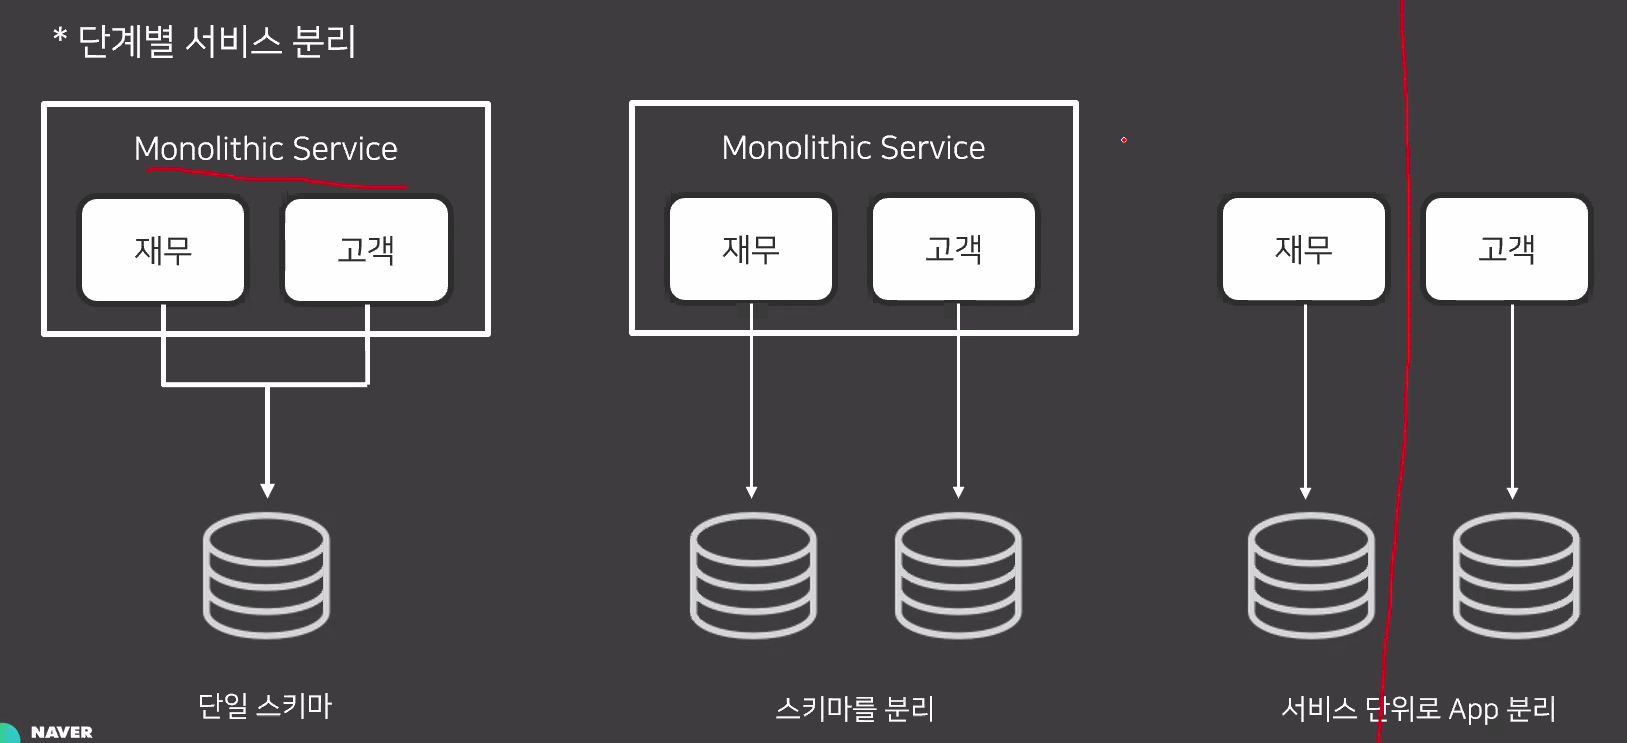 * 단계별 서비스 분리
Monolithic Service
재무
고객
단일 스키마
Monolithic Service
재무
고객
스키마를 분리
재무
고객
서비스 단위로 App 분리
NAVER